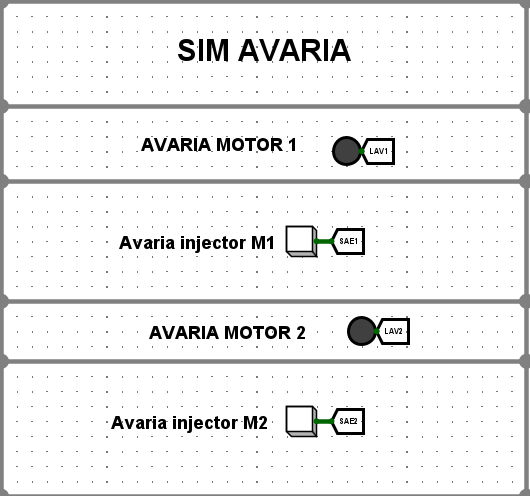 SIM AVARIA
AVARIA MOTOR 1
LAV1
Avaria injector M1
SAE1
AVARIA MOTOR 2
LAV2
Avaria injector M2
SAE2